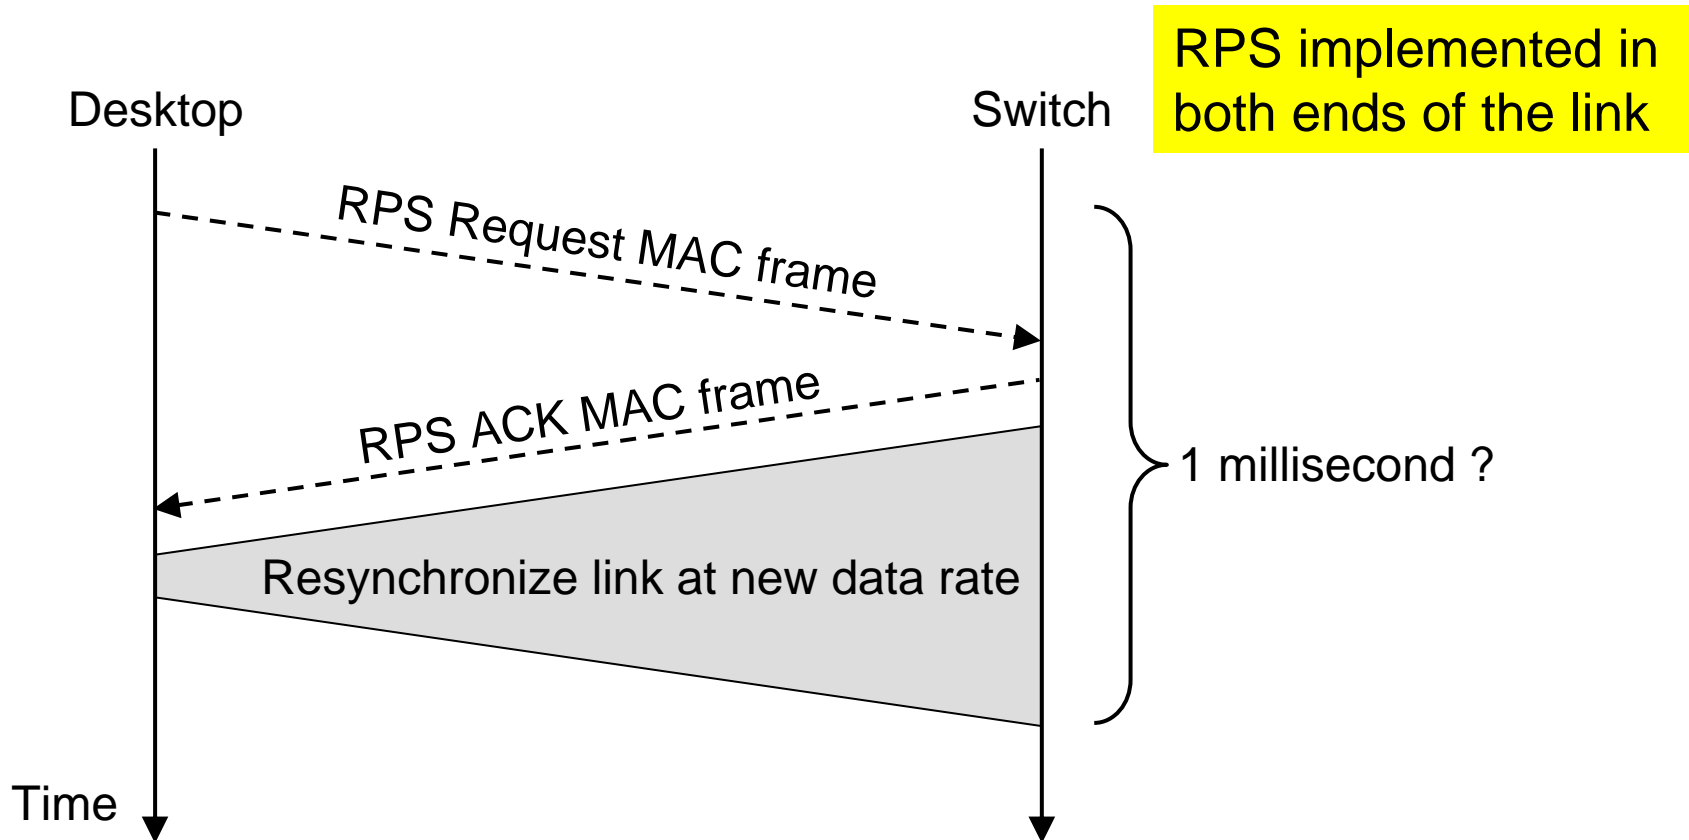 RPS implemented in
both ends of the link
Desktop
Switch
RPS Request MAC frame
RPS ACK MAC frame
1 millisecond ?
Resynchronize link at new data rate
Time